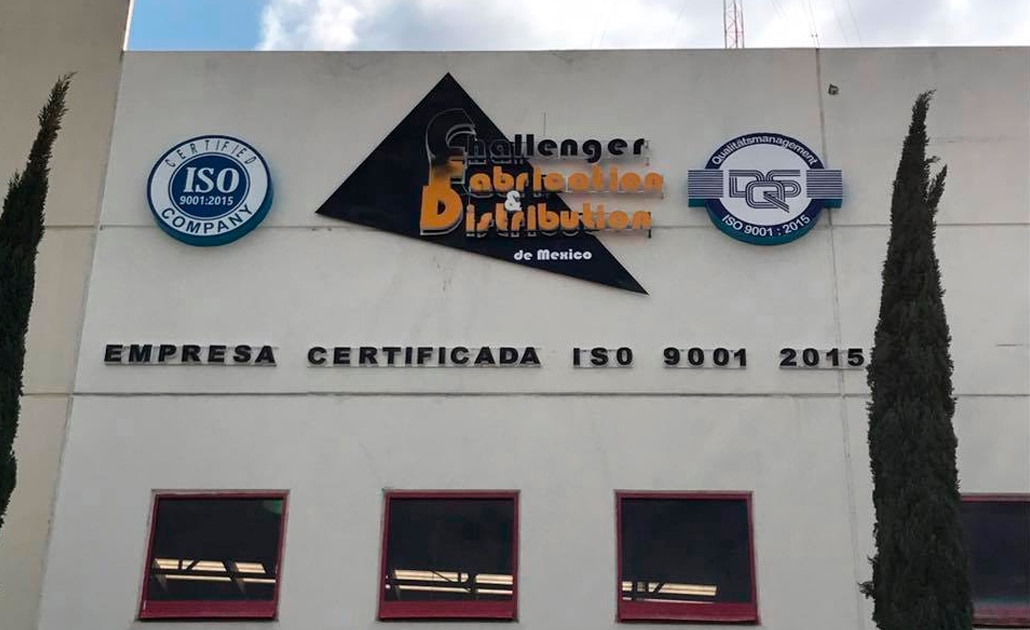 CERTIFIED
ISO
9001:2015
COMPANY
Challenger
Fabrication
&
Distribution
de Mexico
Qualitätsmanagement
DQS
ISO 9001 : 2015
EMPRESA CERTIFICADA ISO 9001 2015